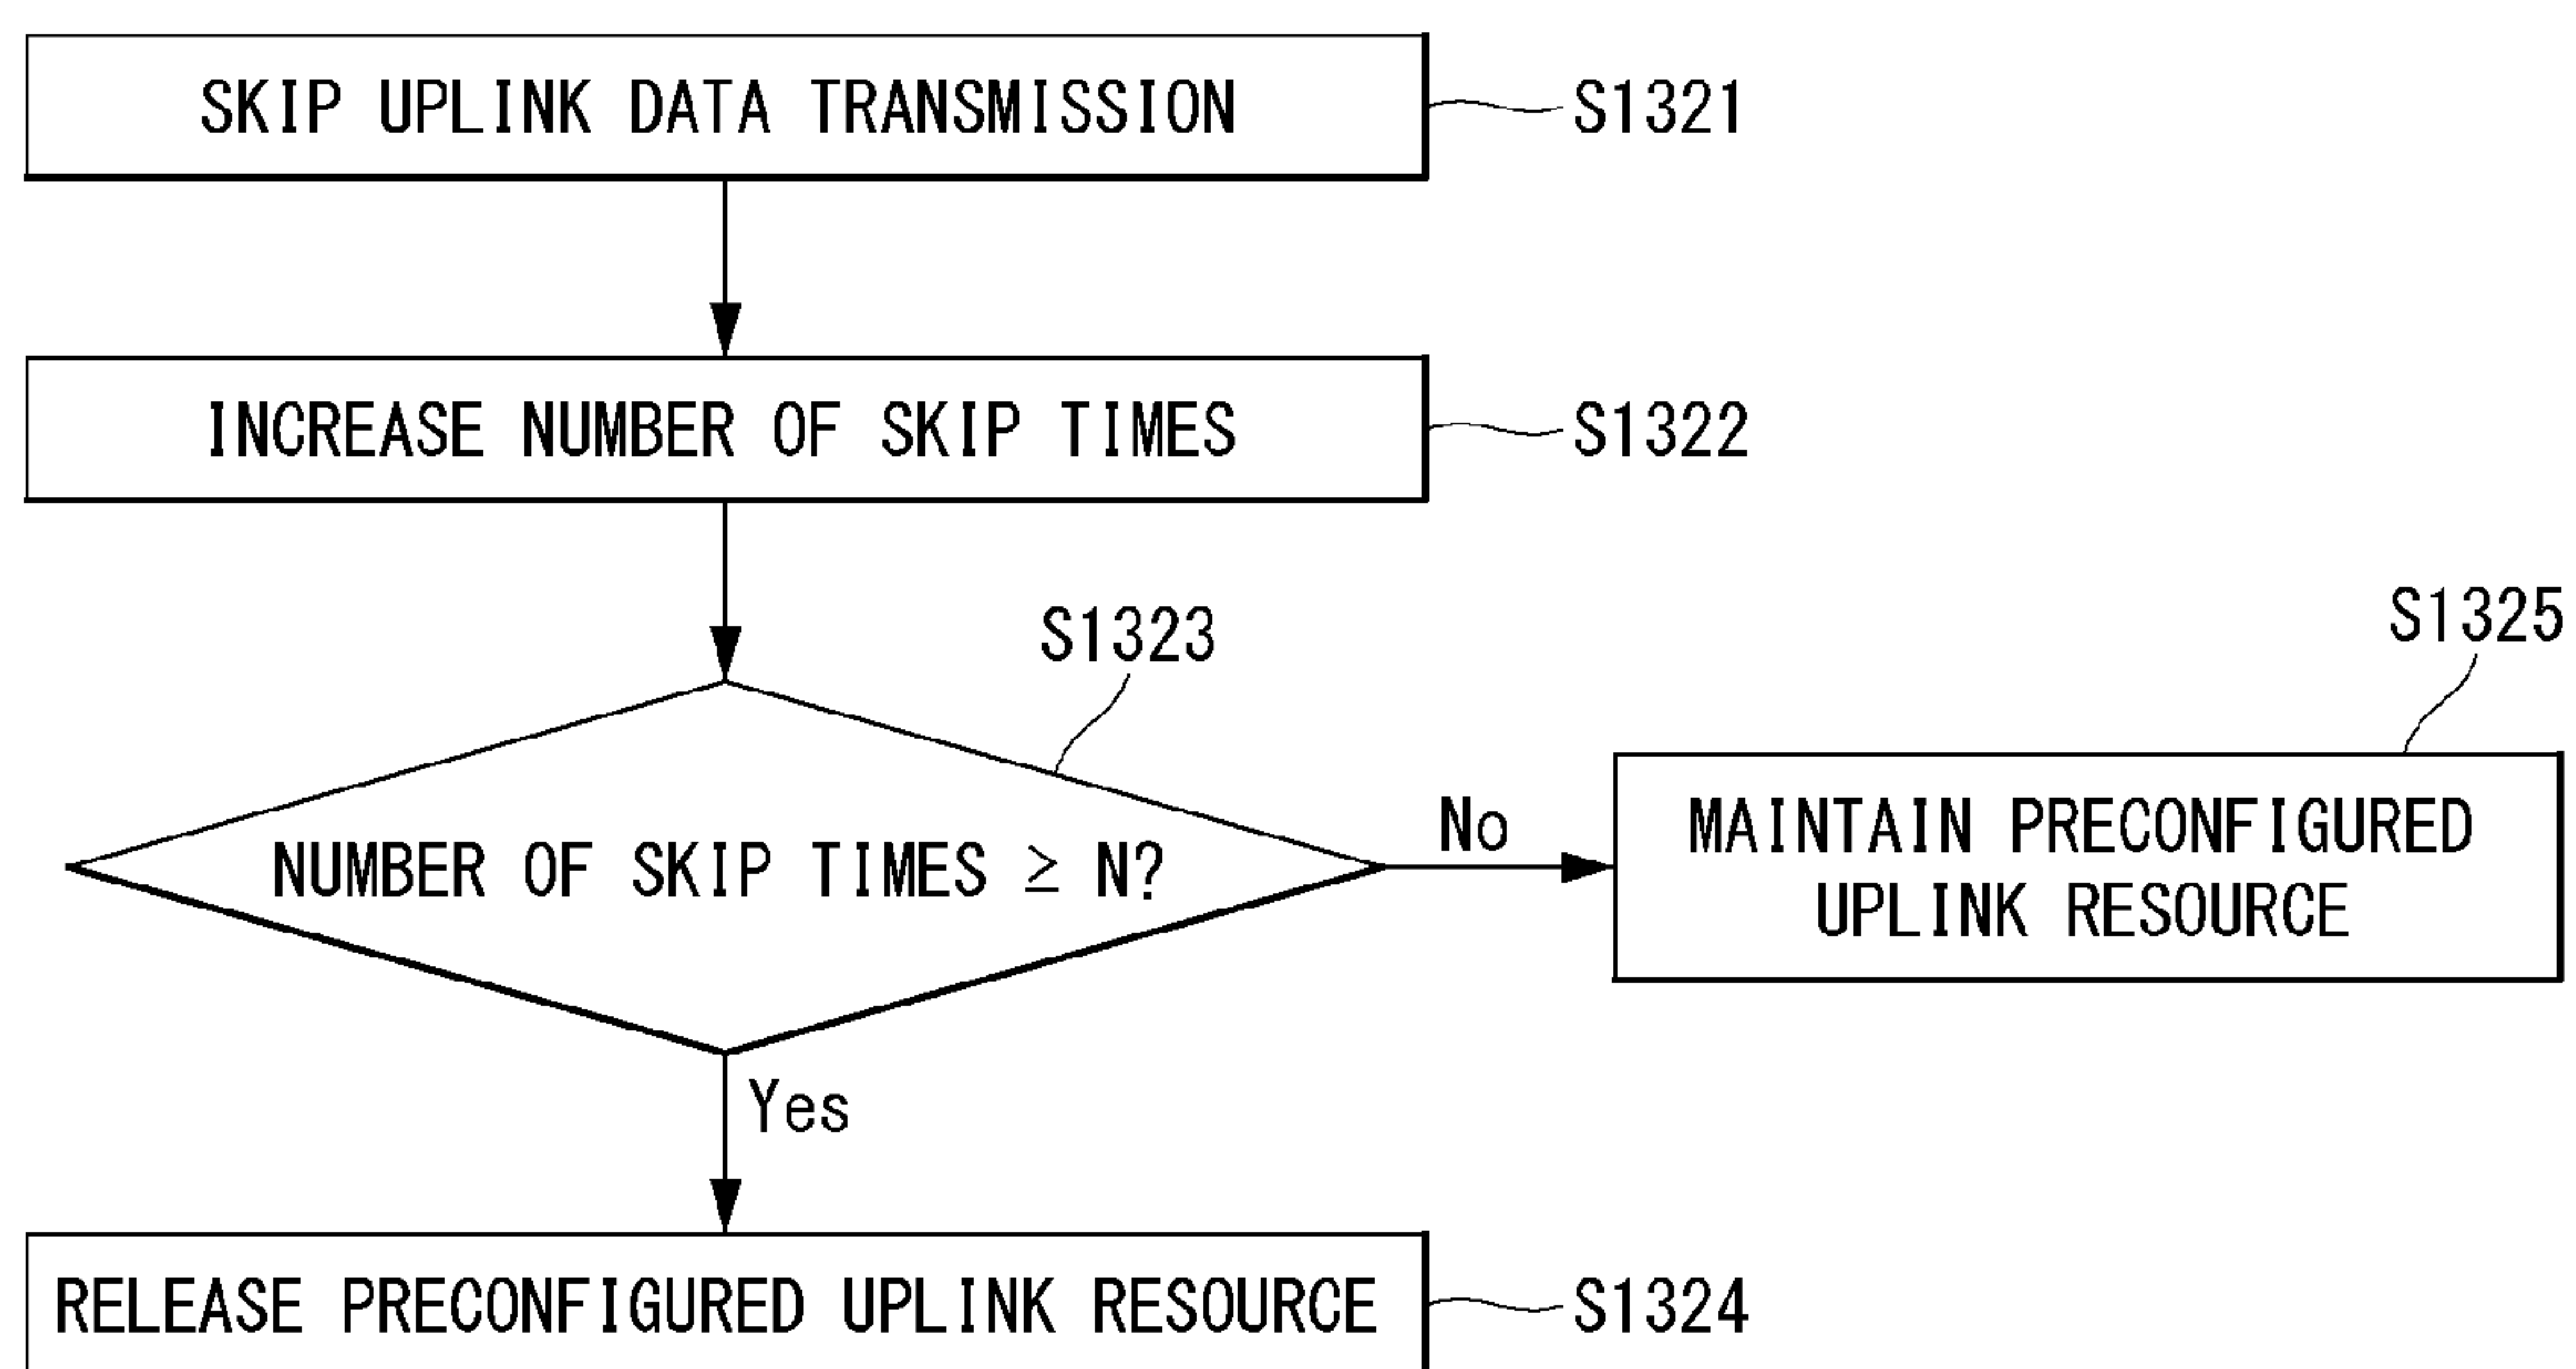 SKIP UPLINK DATA TRANSMISSION
S1321
INCREASE NUMBER OF SKIP TIMES
S1322
S1323
NUMBER OF SKIP TIMES ≥ N?
No
S1325
MAINTAIN PRECONFIGURED
UPLINK RESOURCE
Yes
RELEASE PRECONFIGURED UPLINK RESOURCE
S1324